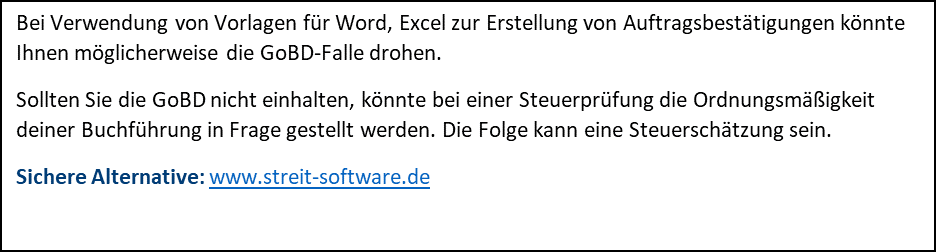 Bei Verwendung von Vorlagen für Word, Excel zur Erstellung von Auftragsbestätigungen könnte
Ihnen möglicherweise die GoBD-Falle drohen.
Sollten Sie die GoBD nicht einhalten, könnte bei einer Steuerprüfung die Ordnungsmäßigkeit
deiner Buchführung in Frage gestellt werden. Die Folge kann eine Steuerschätzung sein.
Sichere Alternative: www.streit-software.de